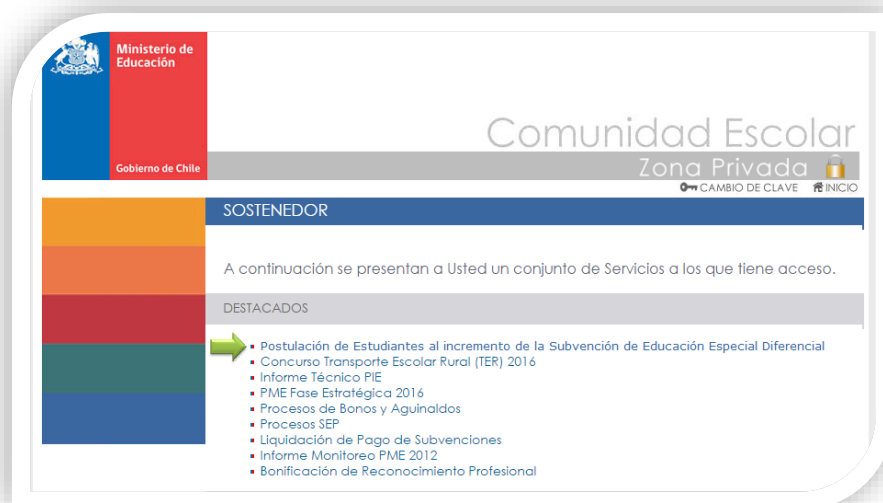 Ministerio de
Educación
Gobierno de Chile
Comunidad Escolar
Zona Privada
CAMBIO DE CLAVE INICIO
SOSTENEDOR
A continuación se presentan a Usted un conjunto de Servicios a los que tiene acceso.
DESTACADOS
Postulación de Estudiantes al incremento de la Subvención de Educación Especial Diferencial
Concurso Transporte Escolar Rural (TER) 2016
Informe Técnico PIE
PME Fase Estratégica 2016
Procesos de Bonos y Aguinaldos
Procesos SEP
Liquidación de Pago de Subvenciones
Informe Monitoreo PME 2012
Bonificación de Reconocimiento Profesional